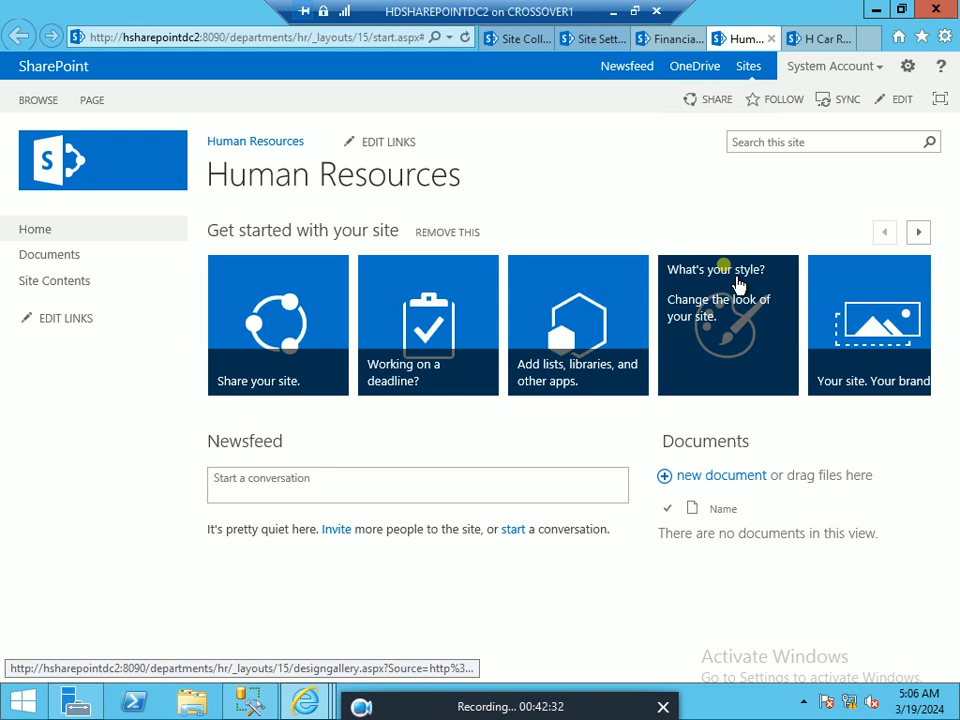 HDSHAREPOINTDC2 on CROSSOVER1
http://hsharepointdc2:8090/departments/hr/_layouts/15/start.aspx#
Site Coll...
Site Sett...
Financia...
Hum...
H Car R...
SharePoint
Newsfeed
OneDrive
Sites
System Account
?
BROWSE
PAGE
SHARE
FOLLOW
SYNC
EDIT
S
Human Resources
EDIT LINKS
Search this site
Human Resources
Home
Documents
Site Contents
EDIT LINKS
Get started with your site
REMOVE THIS
Share your site.
Working on a
deadline?
Add lists, libraries, and
other apps.
What's your style?
Change the look of
your site.
Your site. Your brand
Newsfeed
Start a conversation
It's pretty quiet here. Invite more people to the site, or start a conversation.
Documents
new document or drag files here
Name
There are no documents in this view.
http://hsharepointdc2:8090/departments/hr/_layouts/15/designgallery.aspx?Source=http%3...
Activate Windows
Go to Settings to activate Windows.
Recording... 00:42:32
5:06 AM
3/19/2024